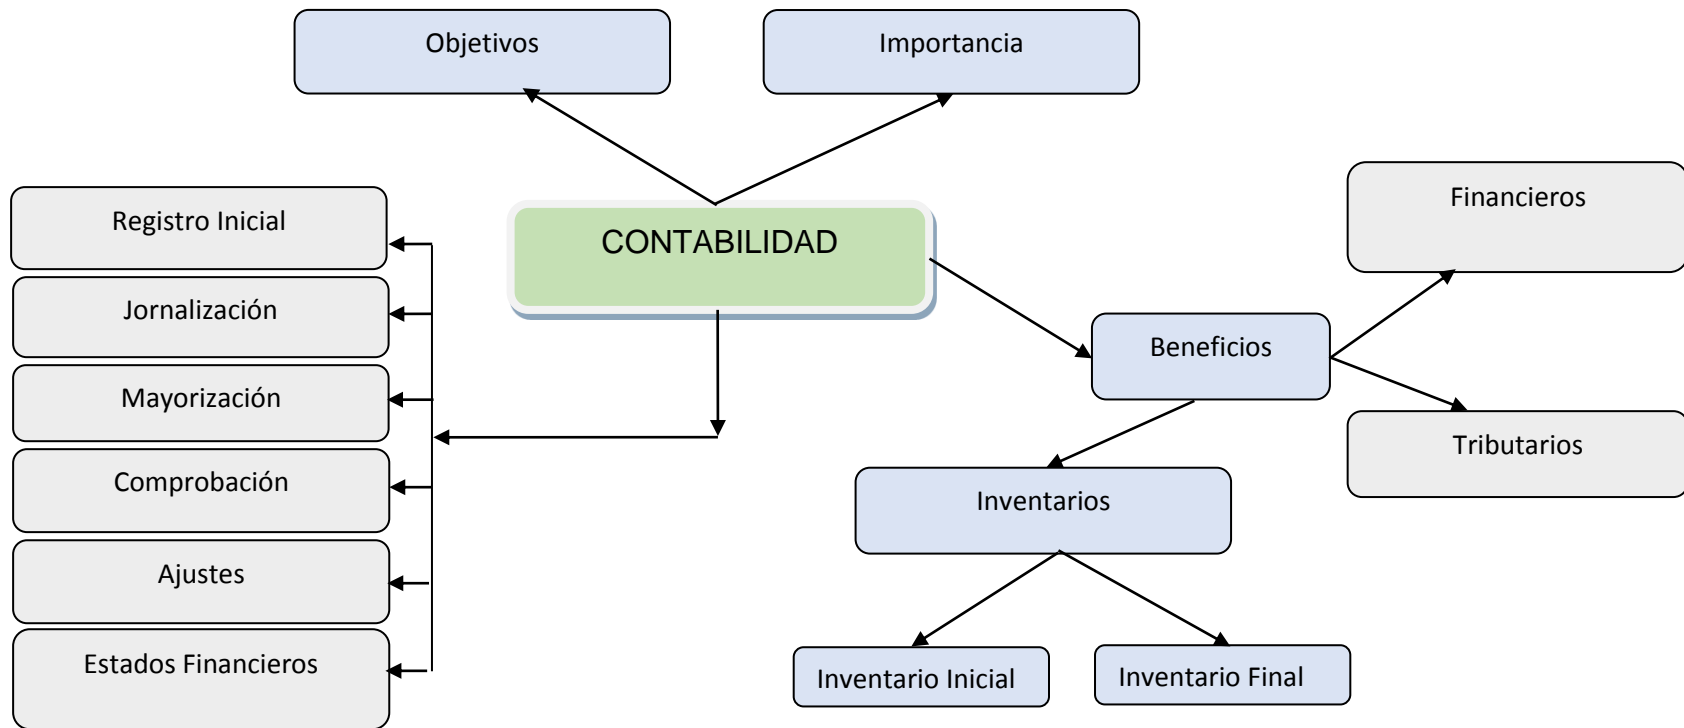 Objetivos
Importancia
CONTABILIDAD
Registro Inicial
Jornalización
Mayorización
Comprobación
Ajustes
Estados Financieros
Financieros
Beneficios
Tributarios
Inventarios
Inventario Inicial
Inventario Final